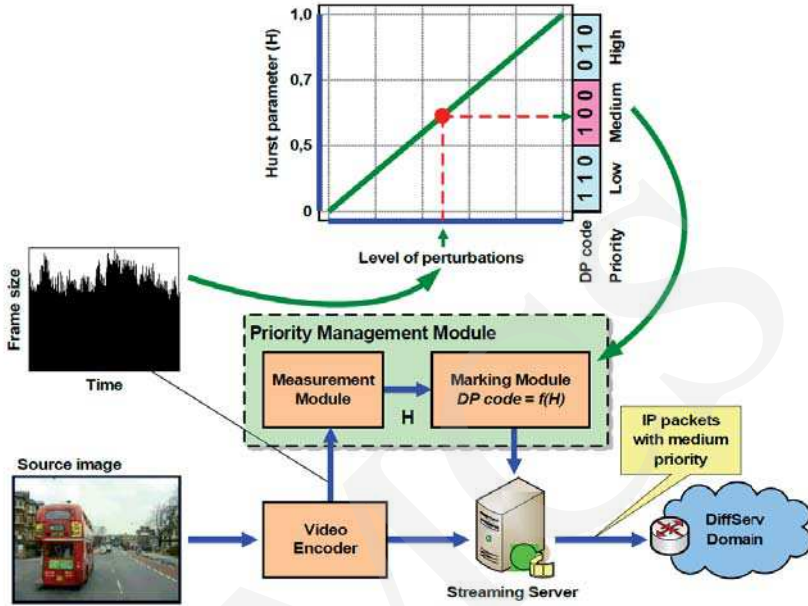 Hurst parameter (H)
1,0
0,7
0,5
0
0 1 0
High
1 0 0
Medium
1 1 0
Low
DP code
Priority
Level of perturbations
Frame size
Time
Priority Management Module
Measurement
Module
H
Marking Module
DP code = f(H)
IP packets
with medium
priority
Source image
Video
Encoder
Streaming Server
DiffServ
Domain